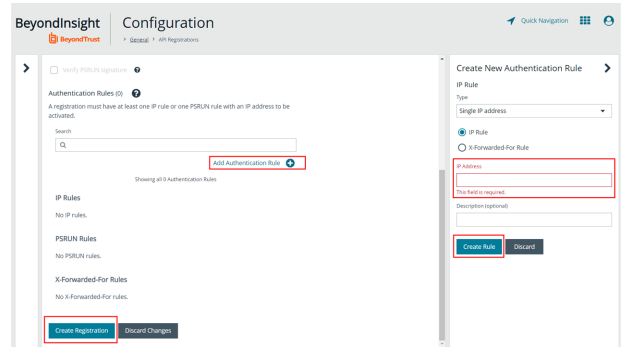 BeyondInsight
BeyondTrust
Configuration
> General > API Registrations
Quick Navigation
Verify PSRUN signature
Authentication Rules (0)
A registration must have at least one IP rule or one PSRUN rule with an IP address to be
activated.
Search
Add Authentication Rule
Showing all 0 Authentication Rules
IP Rules
No IP rules.
PSRUN Rules
No PSRUN rules.
X-Forwarded-For Rules
No X-Forwarded-For rules.
Create Registration
Discard Changes
Create New Authentication Rule
IP Rule
Type
Single IP address
IP Rule
X-Forwarded-For Rule
IP Address
This field is required.
Description (optional)
Create Rule
Discard